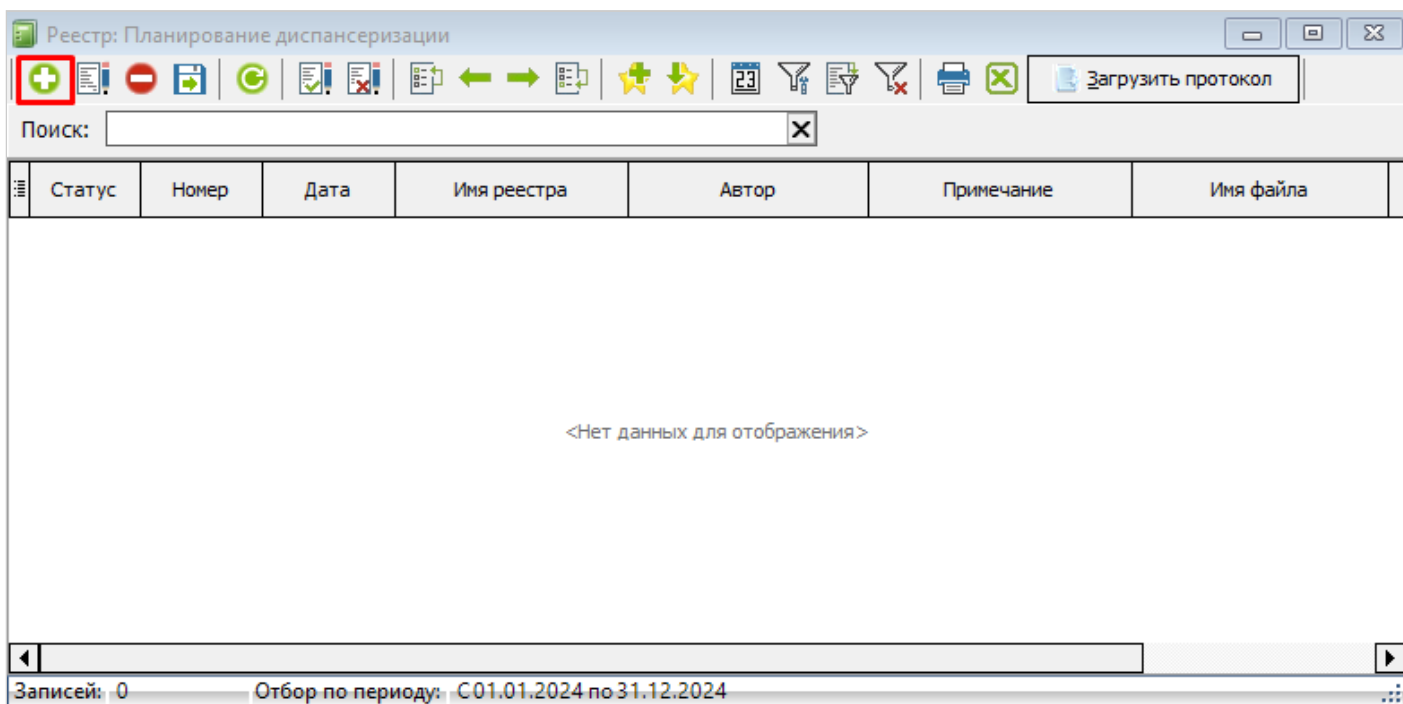 Реестр: Планирование диспансеризации
23 Загрузить протокол
Поиск:
Статус Номер Дата Имя реестра Автор Примечание Имя файла
<Нет данных для отображения>
Записей: 0 Отбор по периоду: С 01.01.2024 по 31.12.2024